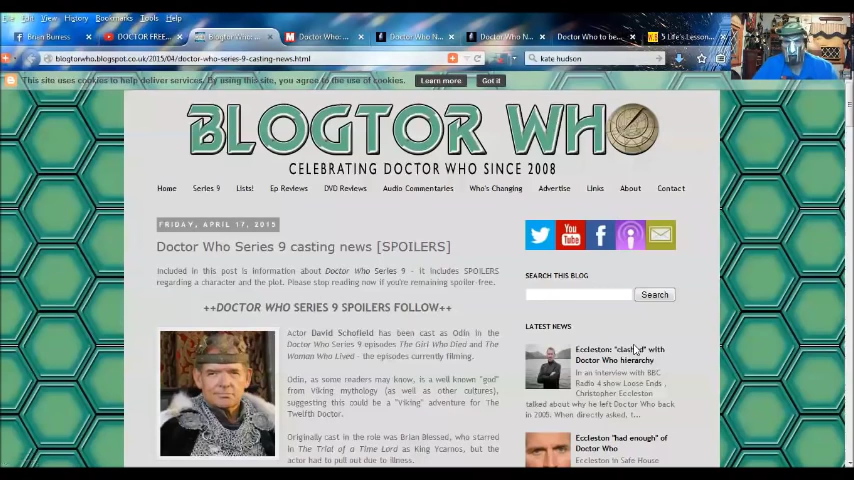 File Edit View History Bookmarks Tools Help
Brian Burress
DOCTOR FREE...
Blogtor Who:...
Doctor Who: ...
Doctor Who N...
Doctor Who N...
Doctor Who to be...
5 Life's Lesson...
blogtorwho.blogspot.co.uk/2015/04/doctor-who-series-9-casting-news.html
kate hudson
This site uses cookies to help deliver services. By using this site, you agree to the use of cookies. Learn more Got it
BLOGTOR WHO
CELEBRATING DOCTOR WHO SINCE 2008
Home Series 9 Lists! Ep Reviews DVD Reviews Audio Commentaries Who's Changing Advertise Links About Contact
FRIDAY, APRIL 17, 2015
Doctor Who Series 9 casting news [SPOILERS]
Included in this post is information about Doctor Who Series 9 - it includes SPOILERS
regarding a character and the plot. Please stop reading now if you're remaining spoiler-free.
++DOCTOR WHO SERIES 9 SPOILERS FOLLOW++
Actor David Schofield has been cast as Odin in the
Doctor Who Series 9 episodes The Girl Who Died and The
Woman Who Lived - the episodes currently filming.
Odin, as some readers may know, is a well known "god"
from Viking mythology (as well as other cultures),
suggesting this could be a "Viking" adventure for The
Twelfth Doctor.
Originally cast in the role was Brian Blessed, who starred
in The Trial of a Time Lord as King Ycarnos, but the
actor had to pull out due to illness.
You Tube
SEARCH THIS BLOG
Search
LATEST NEWS
Eccleston: "clashed" with
Doctor Who hierarchy
In an interview with BBC
Radio 4 show Loose Ends ,
Christopher Eccleston
talked about why he left Doctor Who back
in 2005. When directly asked, t...
Eccleston "had enough" of
Doctor Who
Eccleston in Safe House